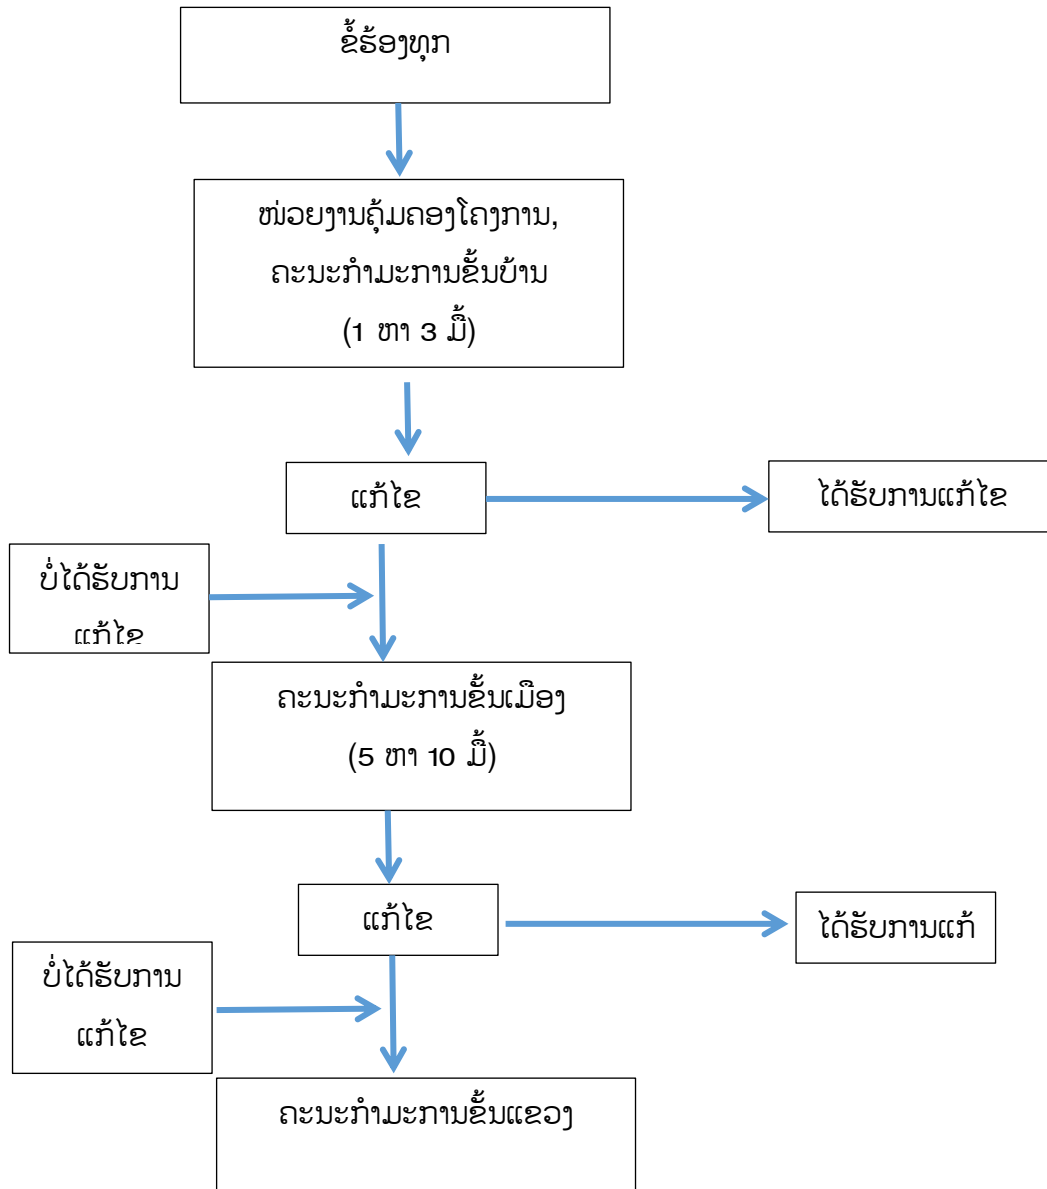 ຂໍ້ຮ້ອງທຸກ
ໜ່ວຍງານຄຸ້ມຄອງໂຄງການ,
ຄະນະກຳມະການຂັ້ນບ້ານ
(1 ຫາ 3 ມື້)
ແກ້ໄຂ
ໄດ້ຮັບການແກ້ໄຂ
ບໍ່ໄດ້ຮັບການ
ແກ້ໄຂ
ຄະນະກຳມະການຂັ້ນເມືອງ
(5 ຫາ 10 ມື້)
ແກ້ໄຂ
ໄດ້ຮັບການແກ້
ບໍ່ໄດ້ຮັບການ
ແກ້ໄຂ
ຄະນະກຳມະການຂັ້ນແຂວງ